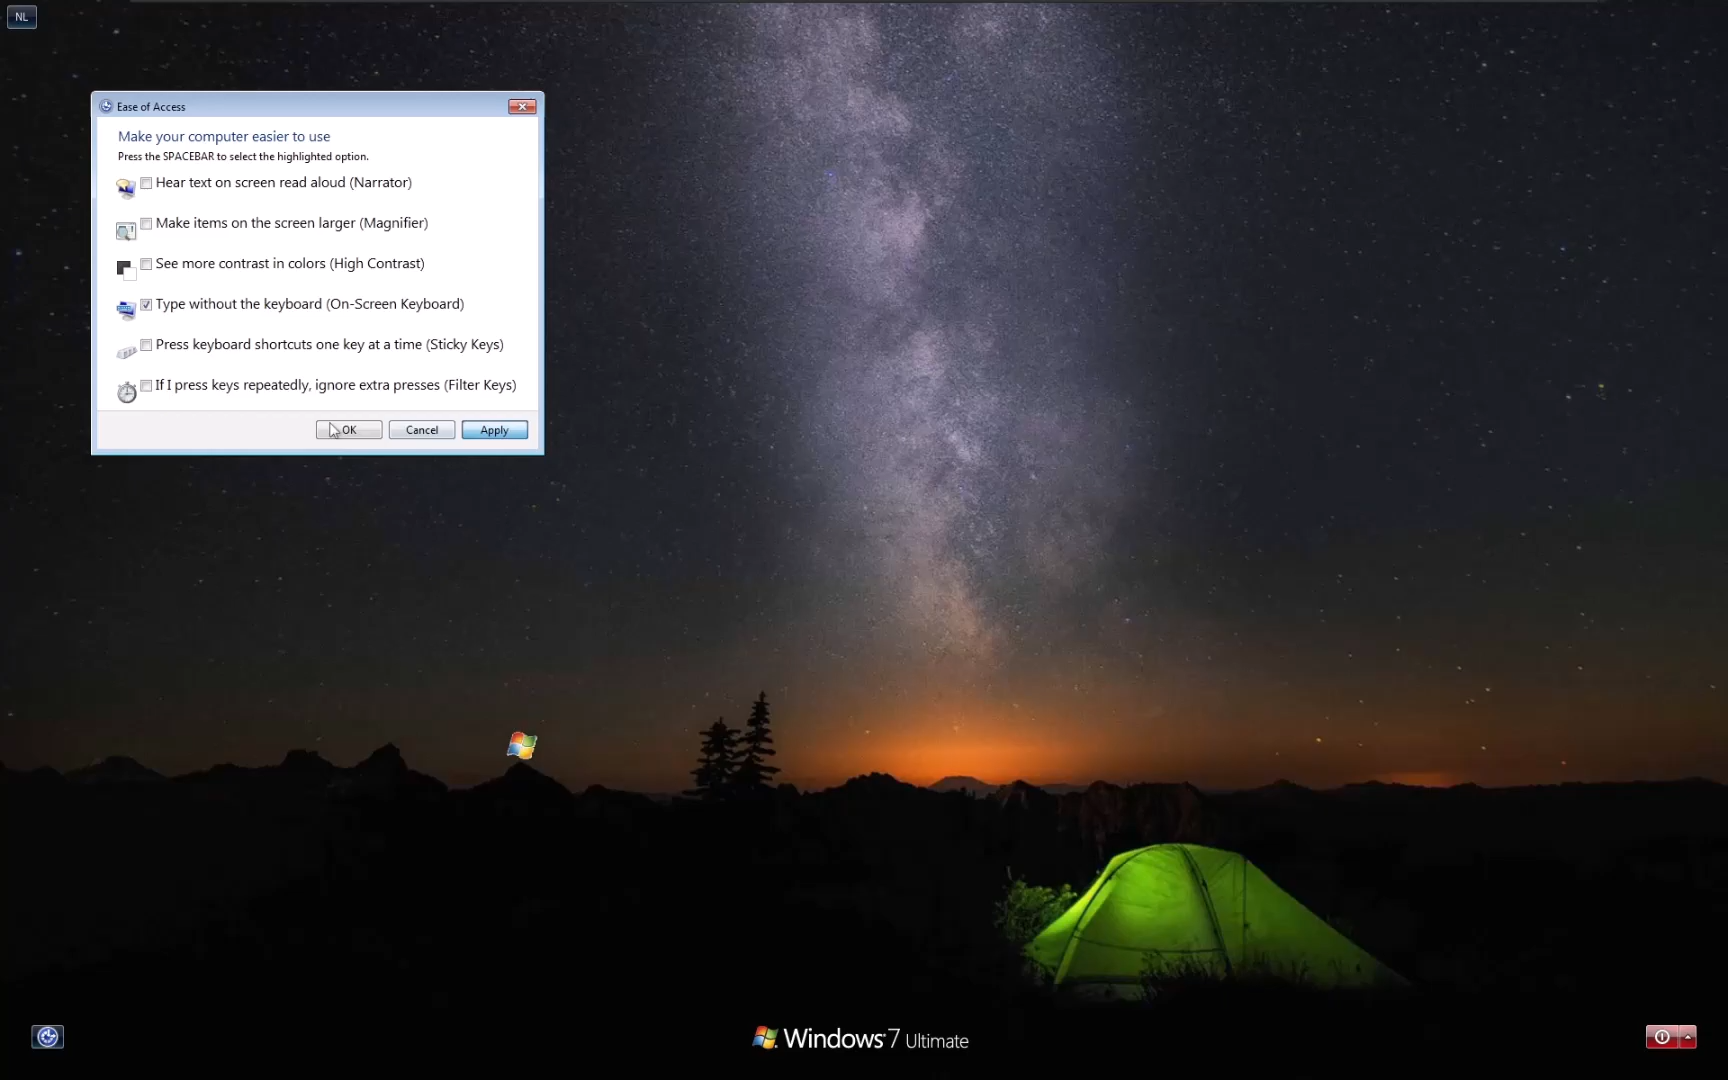 NL
Ease of Access
Make your computer easier to use
Press the SPACEBAR to select the highlighted option.
Hear text on screen read aloud (Narrator)
Make items on the screen larger (Magnifier)
See more contrast in colors (High Contrast)
Type without the keyboard (On-Screen Keyboard)
Press keyboard shortcuts one key at a time (Sticky Keys)
If I press keys repeatedly, ignore extra presses (Filter Keys)
OK Cancel Apply
Windows 7 Ultimate